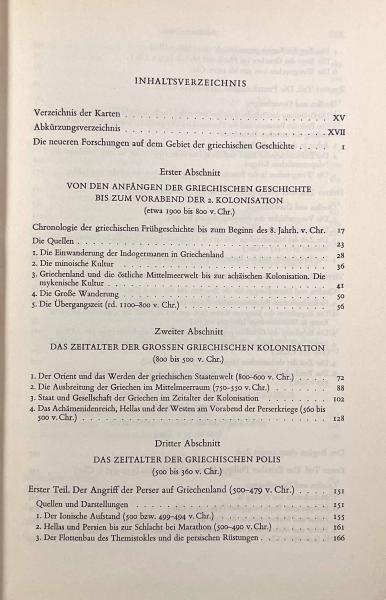 INHALTSVERZEICHNIS
Verzeichnis der Karten . . . . . . . . . . . . . . . . . . . . XV
Abkürzungsverzeichnis . . . . . . . . . . . . . . . . . . . . XVII
Die neueren Forschungen auf dem Gebiet der griechischen Geschichte . . . . 1
Erster Abschnitt
VON DEN ANFÄNGEN DER GRIECHISCHEN GESCHICHTE
BIS ZUM VORABEND DER 2. KOLONISATION
(etwa 1900 bis 800 v. Chr.)
Chronologie der griechischen Frühgeschichte bis zum Beginn des 8. Jahrh. v. Chr. 17
Die Quellen . . . . . . . . . . . . . . . . . . . . 23
1. Die Einwanderung der Indogermanen in Griechenland . . . . . . . . 28
2. Die minoische Kultur . . . . . . . . . . . . . . . . . . . . 36
3. Griechenland und die östliche Mittelmeerwelt bis zur achäischen Kolonisation. Die
mykenische Kultur . . . . . . . . . . . . . . . . . . . . 41
4. Die Große Wanderung . . . . . . . . . . . . . . . . . . . . 50
5. Die Übergangszeit (rd. 1100–800 v. Chr.) . . . . . . . . . . . . 56
Zweiter Abschnitt
DAS ZEITALTER DER GROSSEN GRIECHISCHEN KOLONISATION
(800 bis 500 v. Chr.)
1. Der Orient und das Werden der griechischen Staatenwelt (800–600 v. Chr.) . . . . 72
2. Die Ausbreitung der Griechen im Mittelmeerraum (750–550 v. Chr.) . . . . 88
3. Staat und Gesellschaft der Griechen im Zeitalter der Kolonisation . . . . 102
4. Das Achämenidenreich, Hellas und der Westen am Vorabend der Perserkriege (560 bis
500 v. Chr.) . . . . . . . . . . . . . . . . . . . . 128
Dritter Abschnitt
DAS ZEITALTER DER GRIECHISCHEN POLIS
(500 bis 360 v. Chr.)
Erster Teil. Der Angriff der Perser auf Griechenland (500–479 v. Chr.) . . . . 151
Quellen und Darstellungen . . . . . . . . . . . . . . . . 151
1. Der Ionische Aufstand (500 bzw. 499–494 v. Chr.) . . . . . . . . 155
2. Hellas und Persien bis zur Schlacht bei Marathon (500–490 v. Chr.) . . . . 161
3. Der Flottenbau des Themistokles und die persischen Rüstungen . . . . . 166